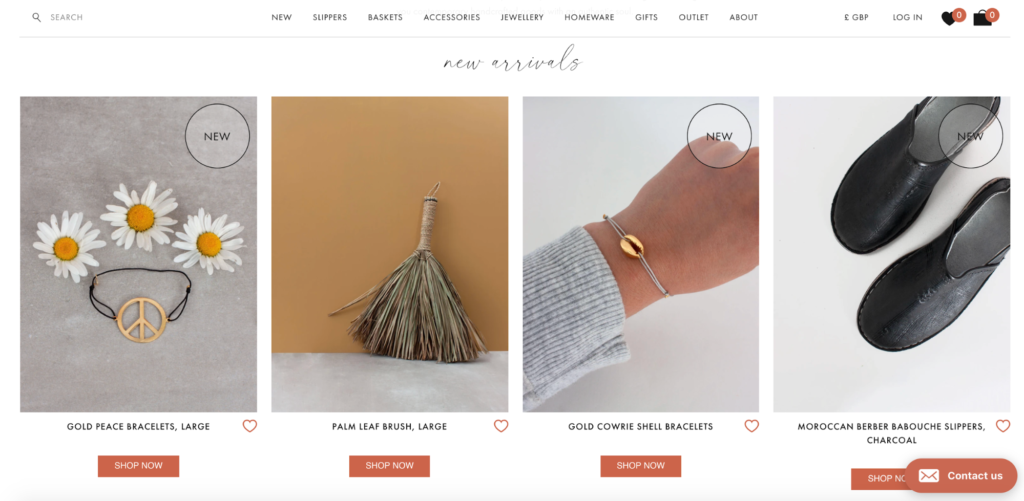 SEARCH
NEW SLIPPERS BASKETS ACCESSORIES JEWELLERY HOMEWARE GIFTS OUTLET ABOUT
£ GBP LOG IN 0 0
new arrivals
NEW
NEW
NEW
GOLD PEACE BRACELETS, LARGE
PALM LEAF BRUSH, LARGE
GOLD COWRIE SHELL BRACELETS
MOROCCAN BERBER BABOUCHE SLIPPERS,
CHARCOAL
SHOP NOW
SHOP NOW
SHOP NOW
SHOP
Contact us